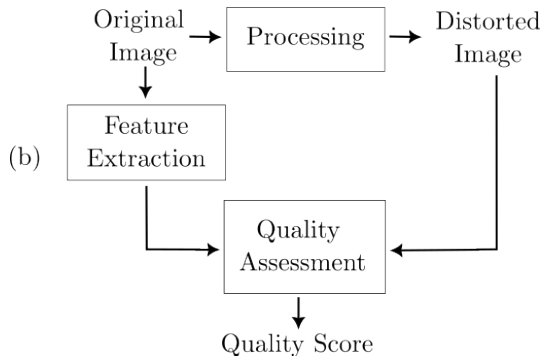 Original
Image
Processing
Distorted
Image
Feature
Extraction
(b)
Quality
Assessment
Quality Score